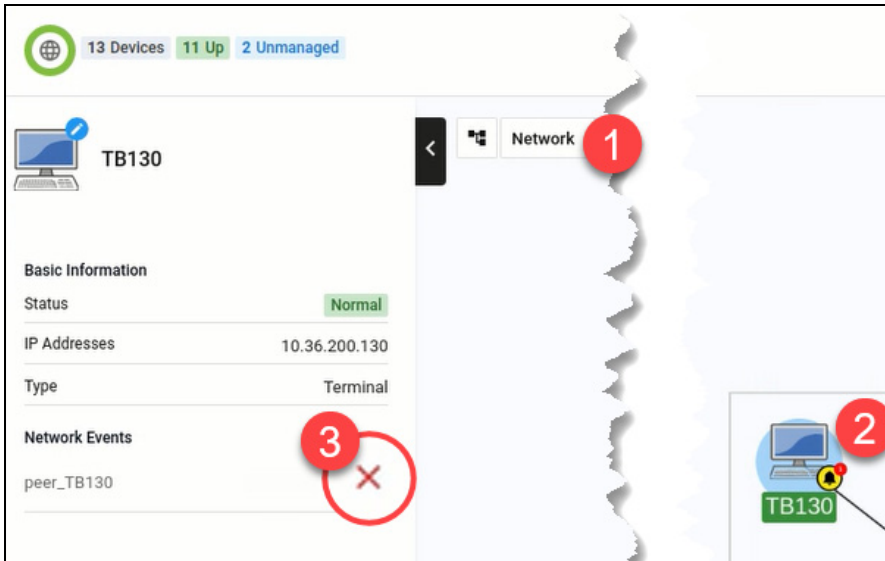 13 Devices 11 Up 2 Unmanaged
TB130
Network
1
Basic Information
Status Normal
IP Addresses 10.36.200.130
Type Terminal
Network Events
3
peer_TB130
2
1
TB130